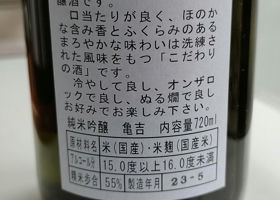 醸酒です。
口当たりが良く、ほのか
な含み香とふくらみのある
まろやかな味わいは洗練さ
れた風味をもつ「こだわり
の酒」です。
冷やして良し、オンザロ
ックで良し、ぬる燗で良し
お好みでお楽しみ下さい。
純米吟醸 亀吉 内容量720ml
原材料名 米(国産)・米麹(国産米)
アルコール分 15.0度以上16.0度未満
精米歩合 55% 製造年月 23-5